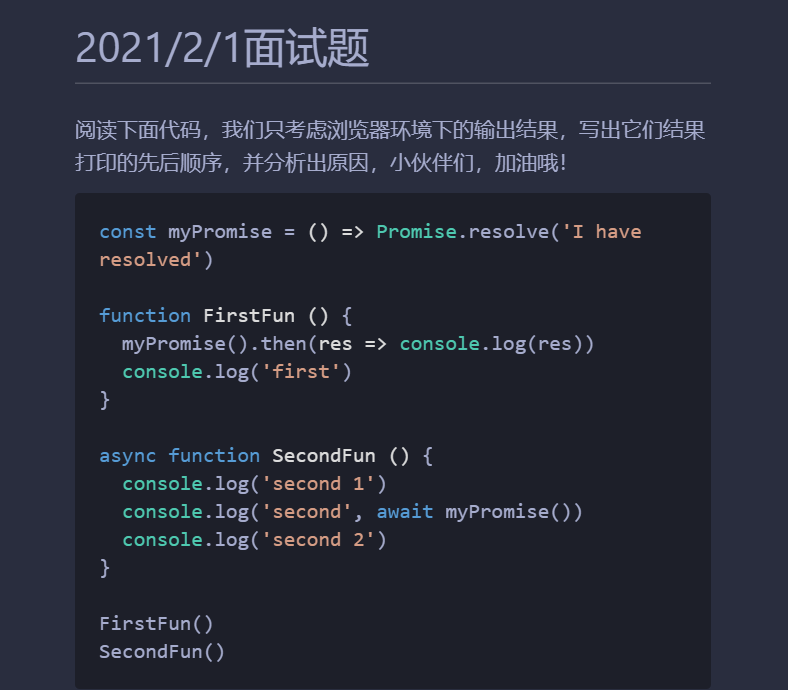 2021/2/1面试题
阅读下面代码，我们只考虑浏览器环境下的输出结果，写出它们结果
打印的先后顺序，并分析出原因，小伙伴们，加油哦！
const myPromise = () => Promise.resolve('I have
resolved')
function FirstFun () {
myPromise().then(res => console.log(res))
console.log('first')
}
async function SecondFun () {
console.log('second 1')
console.log('second', await myPromise())
console.log('second 2')
}
FirstFun()
SecondFun()